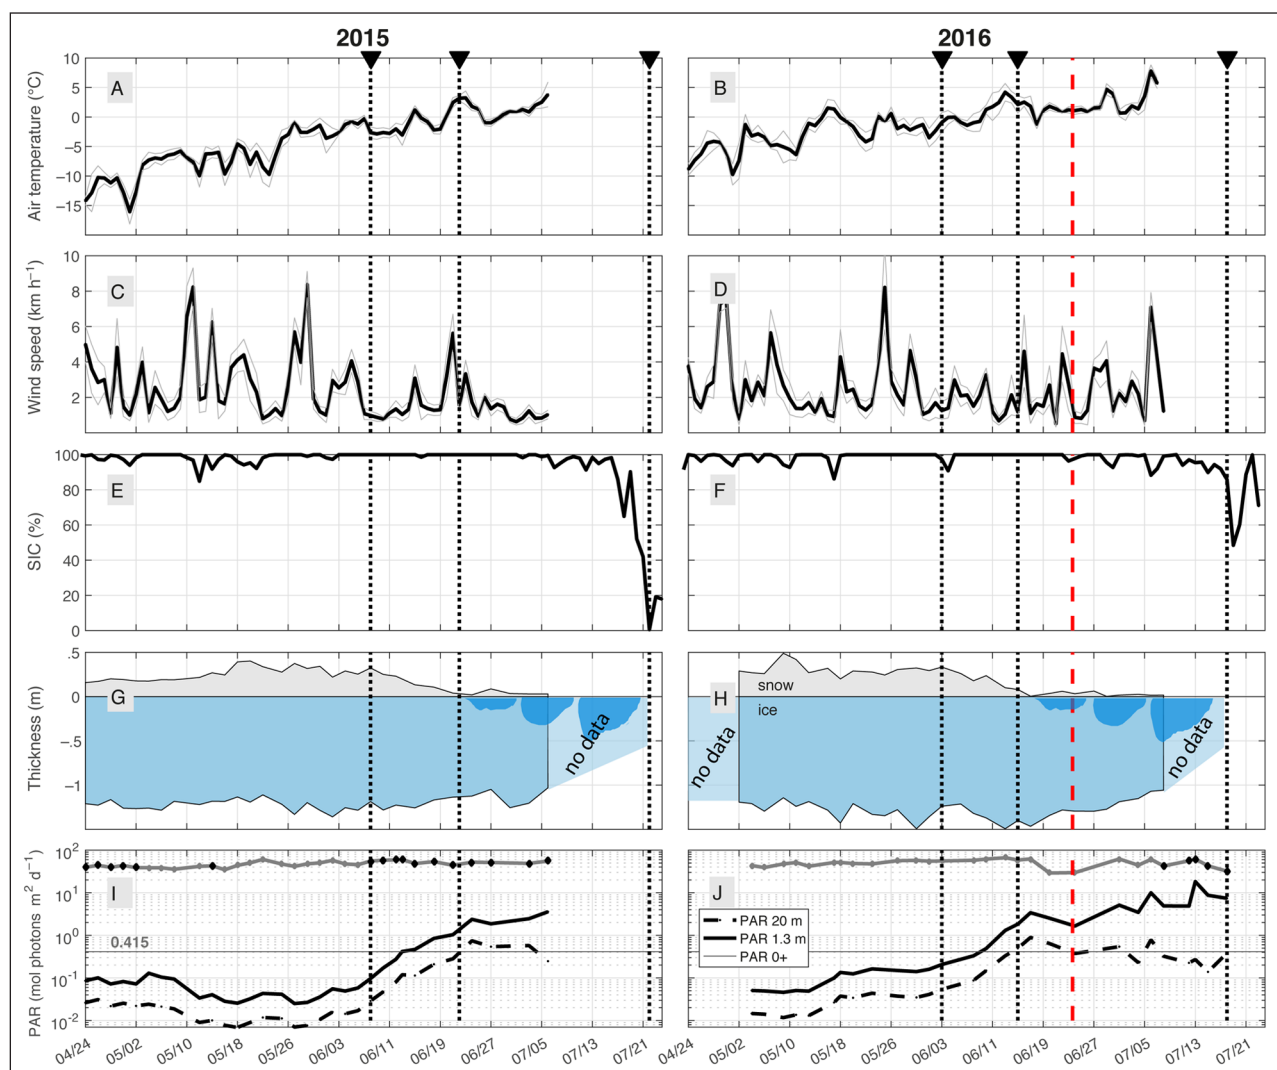 2015
2016
Air temperature (°C)
10
5
0
−5
−10
−15
A
B
Wind speed (km h⁻¹)
10
8
6
4
2
C
D
SIC (%)
100
80
60
40
20
0
E
F
Thickness (m)
.5
0
−.5
−1
G
no data
H
snow
ice
no data
no data
PAR (mol photons m² d⁻¹)
10²
10¹
10⁰
10⁻¹
10⁻²
I
0.415
J
PAR 20 m
PAR 1.3 m
PAR 0+
04/24 05/02 05/10 05/18 05/26 06/03 06/11 06/19 06/27 07/05 07/13 07/21
04/24 05/02 05/10 05/18 05/26 06/03 06/11 06/19 06/27 07/05 07/13 07/21